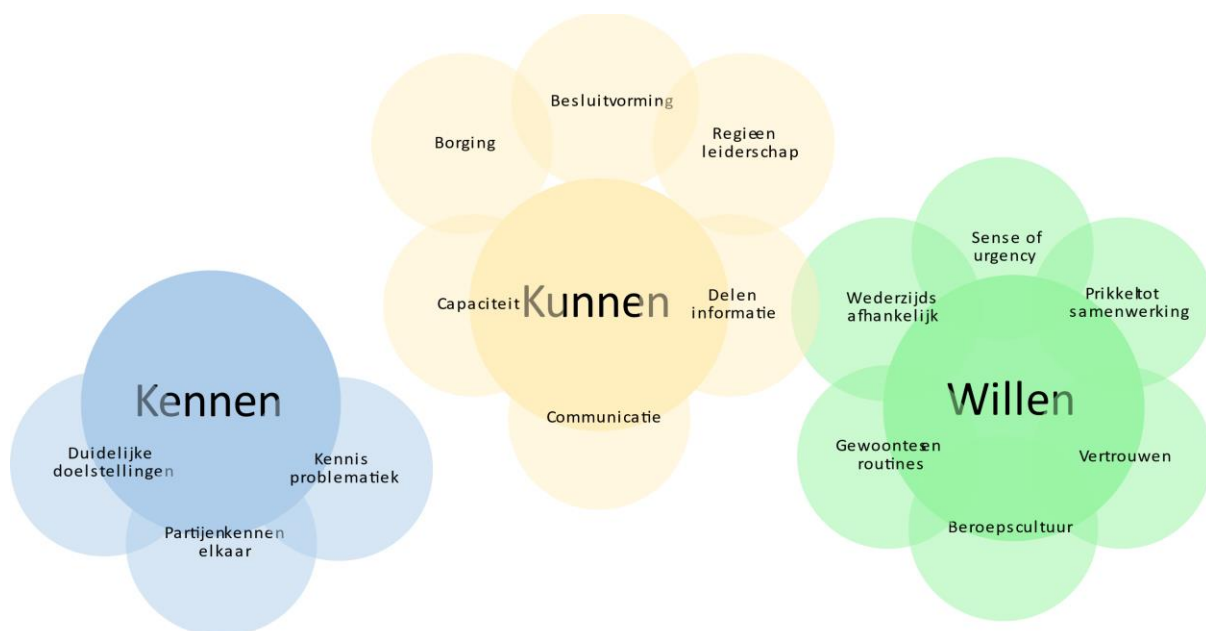 Kennen
Duidelijke
doelstellingen
Kennis
problematiek
Partijenkennen
elkaar
Besluitvorming
Borging
Regieen
leiderschap
Capaciteit
Kunnen
Delen
informatie
Communicatie
Sense of
urgency
Wederzijds
afhankelijk
Prikkeltot
samenwerking
Willen
Gewoontesen
routines
Vertrouwen
Beroepscultuur